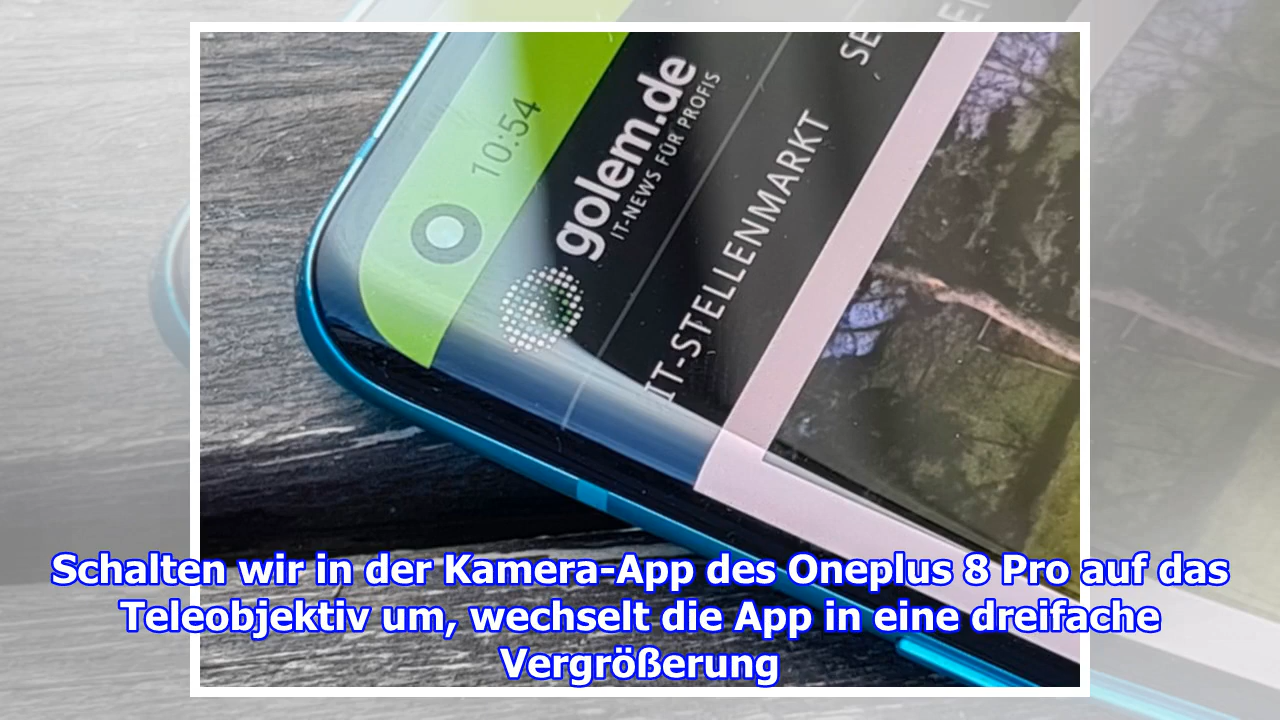 10:54
golem.de
IT-NEWS FÜR PROFIS
IT-STELLENMARKT
Schalten wir in der Kamera-App des Oneplus 8 Pro auf das
Teleobjektiv um, wechselt die App in eine dreifache
Vergrößerung